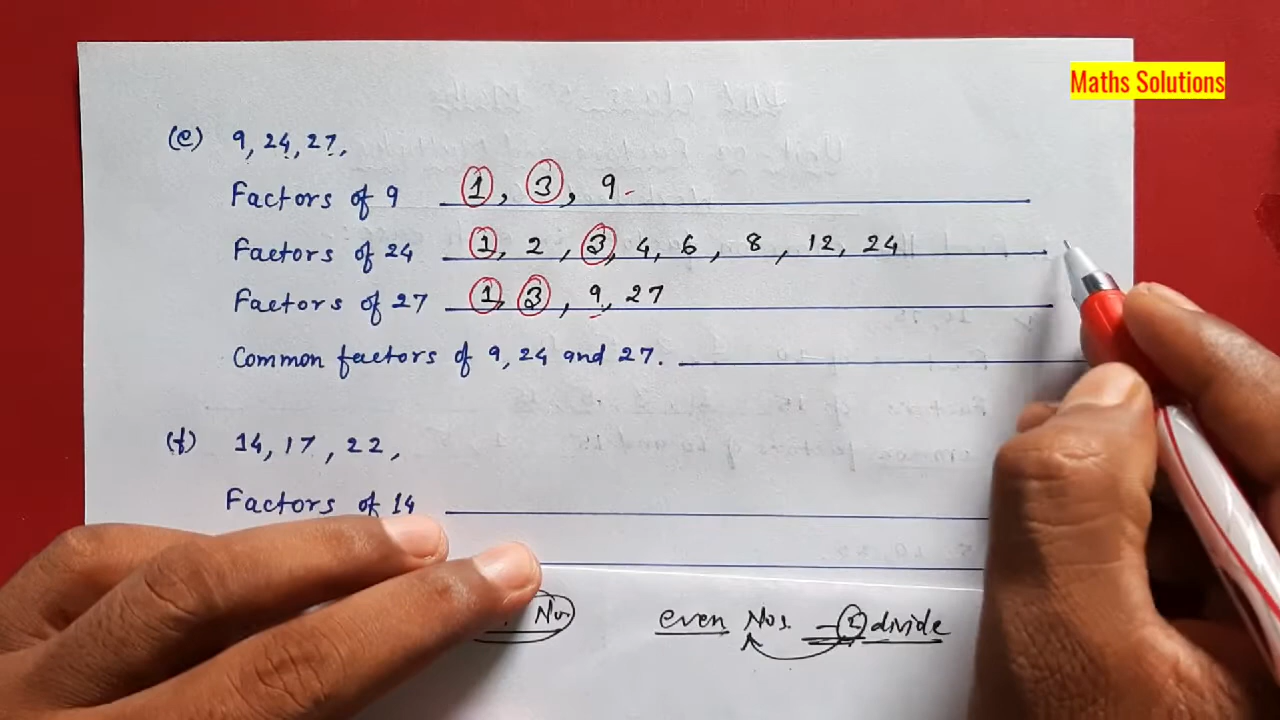 Maths Solutions
(e) 9, 24, 27,
Factors of 9 1, 3, 9
Factors of 24 1, 2, 3, 4, 6, 8, 12, 24
Factors of 27 1, 3, 9, 27
Common factors of 9, 24 and 27.
(f) 14, 17, 22,
Factors of 14
No. even Nos. - 2 divide